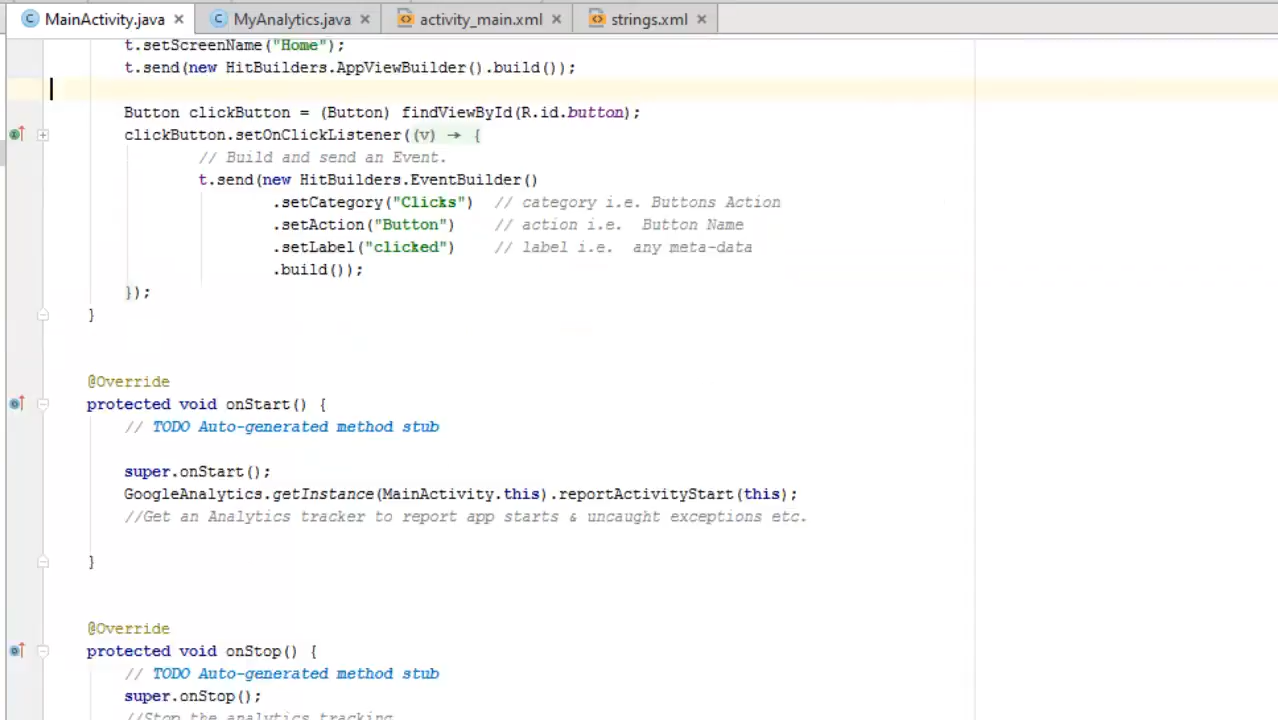 MainActivity.java
MyAnalytics.java
activity_main.xml
strings.xml
t.setScreenName("Home");
t.send(new HitBuilders.AppViewBuilder().build());
Button clickButton = (Button) findViewById(R.id.button);
clickButton.setOnClickListener((v) → {
// Build and send an Event.
t.send(new HitBuilders.EventBuilder()
.setCategory("Clicks") // category i.e. Buttons Action
.setAction("Button") // action i.e. Button Name
.setLabel("clicked") // label i.e. any meta-data
.build());
});
}
@Override
protected void onStart() {
// TODO Auto-generated method stub
super.onStart();
GoogleAnalytics.getInstance(MainActivity.this).reportActivityStart(this);
//Get an Analytics tracker to report app starts & uncaught exceptions etc.
}
@Override
protected void onStop() {
// TODO Auto-generated method stub
super.onStop();
//Stop the analytics tracking